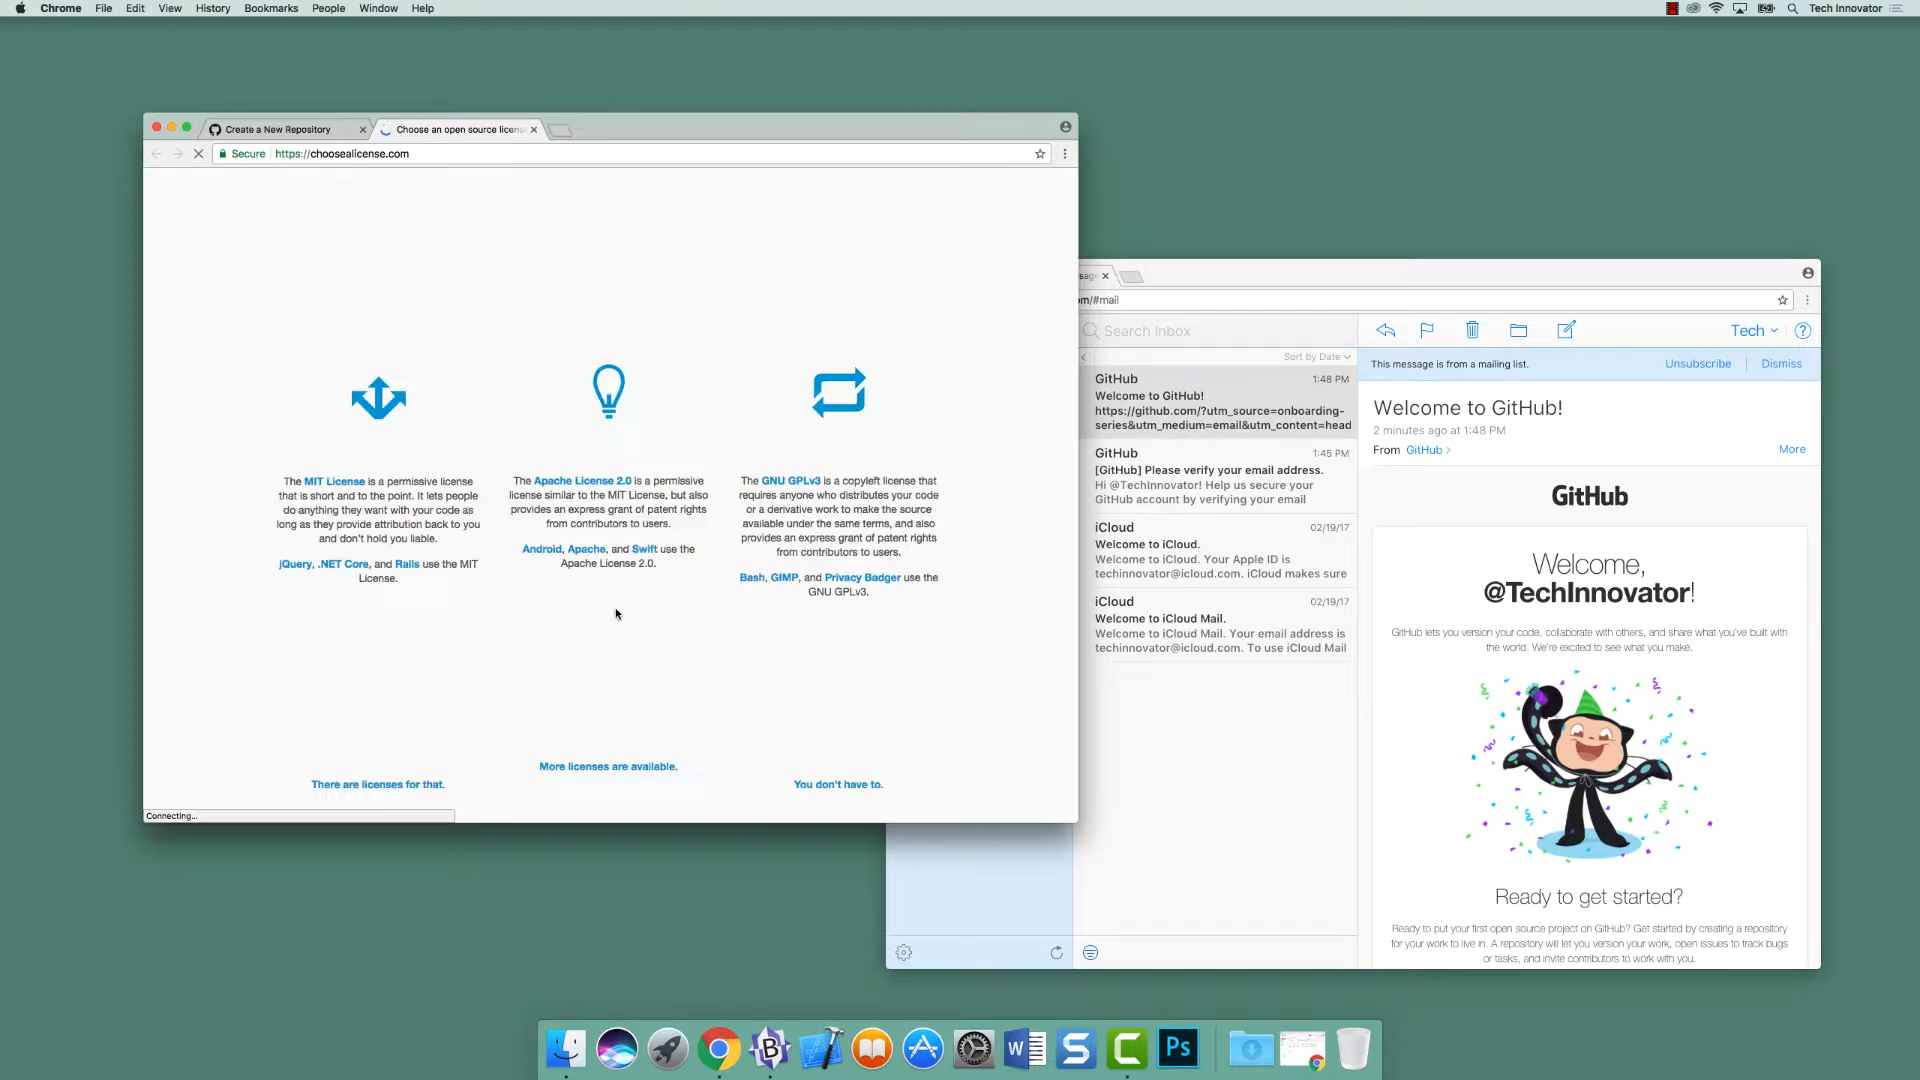 Chrome File Edit View History Bookmarks People Window Help
Tech Innovator
Create a New Repository
Choose an open source licens
Secure https://choosealicense.com
The MIT License is a permissive license
that is short and to the point. It lets people
do anything they want with your code as
long as they provide attribution back to you
and don't hold you liable.
jQuery, .NET Core, and Rails use the MIT
License.
The Apache License 2.0 is a permissive
license similar to the MIT License, but also
provides an express grant of patent rights
from contributors to users.
Android, Apache, and Swift use the
Apache License 2.0.
The GNU GPLv3 is a copyleft license that
requires anyone who distributes your code
or a derivative work to make the source
available under the same terms, and also
provides an express grant of patent rights
from contributors to users.
Bash, GIMP, and Privacy Badger use the
GNU GPLv3.
There are licenses for that.
More licenses are available.
You don't have to.
Connecting...
om/#mail
Search Inbox
Sort by Date
GitHub 1:48 PM
Welcome to GitHub!
https://github.com/?utm_source=onboarding-
series&utm_medium=email&utm_content=head
GitHub 1:45 PM
[GitHub] Please verify your email address.
Hi @TechInnovator! Help us secure your
GitHub account by verifying your email
iCloud 02/19/17
Welcome to iCloud.
Welcome to iCloud. Your Apple ID is
techinnovator@icloud.com. iCloud makes sure
iCloud 02/19/17
Welcome to iCloud Mail.
Welcome to iCloud Mail. Your email address is
techinnovator@icloud.com. To use iCloud Mail
Tech
This message is from a mailing list. Unsubscribe Dismiss
Welcome to GitHub!
2 minutes ago at 1:48 PM
From GitHub More
GitHub
Welcome,
@TechInnovator!
GitHub lets you version your code, collaborate with others, and share what you've built with
the world. We're excited to see what you make.
Ready to get started?
Ready to put your first open source project on GitHub? Get started by creating a repository
for your work to live in. A repository will let you version your work, open issues to track bugs
or tasks, and invite contributors to work with you.
B
W
S
C
Ps